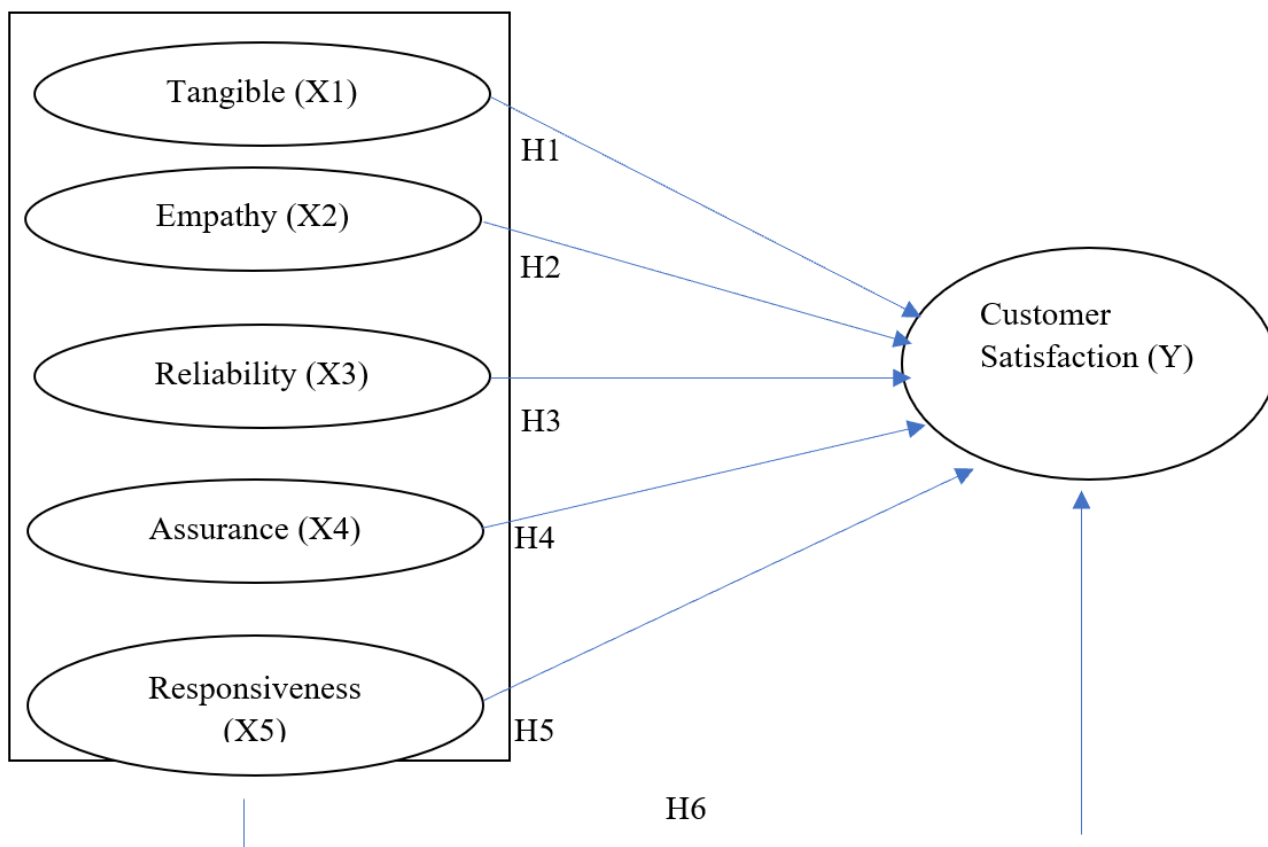 Tangible (X1)
H1
Empathy (X2)
H2
Customer
Satisfaction (Y)
Reliability (X3)
H3
Assurance (X4)
H4
Responsiveness
(X5)
H5
H6